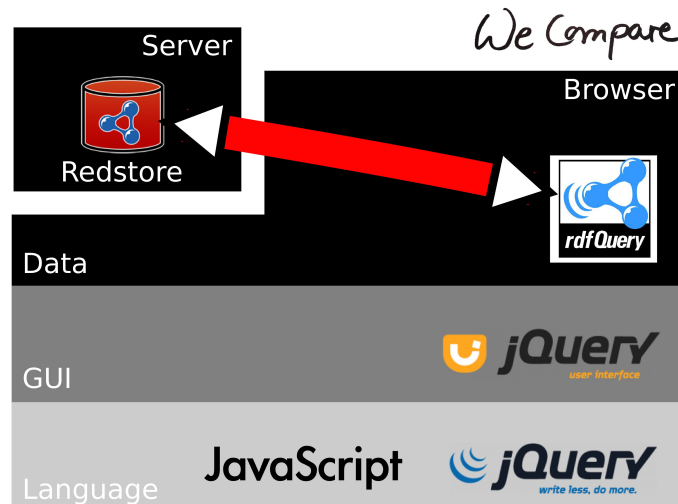 We Compare
Server
Browser
Redstore
rdfQuery
Data
jQuery
user interface
GUI
JavaScript
jQuery
write less, do more.
Language